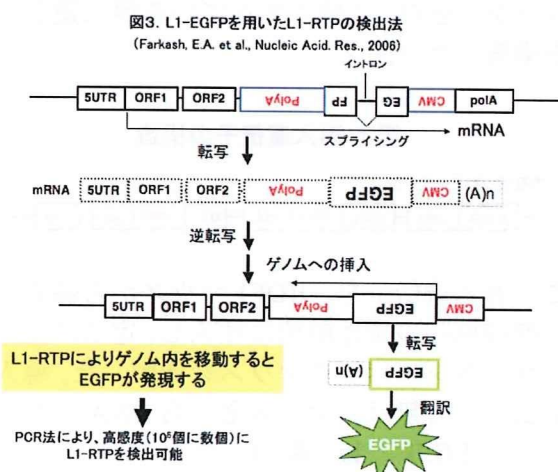 図3. L1-EGFPを用いたL1-RTPの検出法
(Farkash, E.A. et al., Nucleic Acid. Res., 2006)
イントロン
5UTR ORF1 ORF2 PolyA FP EG CMV polA
スプライシング mRNA
転写
mRNA 5UTR ORF1 ORF2 PolyA EGFP CMV (A)n
逆転写
ゲノムへの挿入
5UTR ORF1 ORF2 PolyA EGFP CMV
転写
L1-RTPによりゲノム内を移動すると
EGFPが発現する
(A)n EGFP
翻訳
PCR法により、高感度(10⁶個に数個)に
L1-RTPを検出可能
EGFP